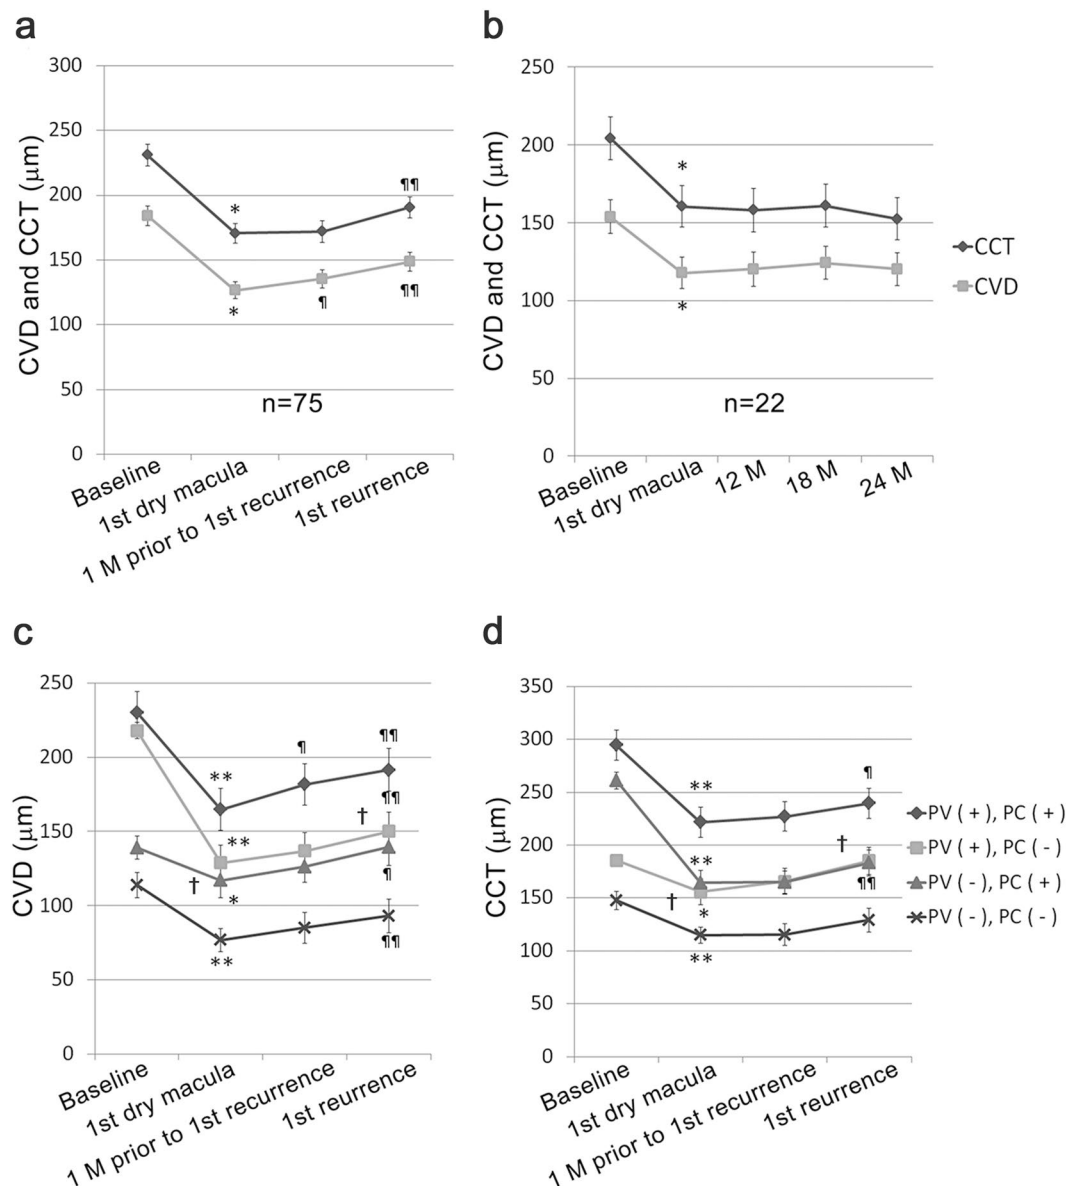 a
CVD and CCT (μm)
300
250
200
150
100
50
0
*
*
¶
¶¶
¶¶
n=75
Baseline
1st dry macula
1 M prior to 1st recurrence
1st reurrence
b
CVD and CCT (μm)
250
200
150
100
50
0
*
*
n=22
Baseline
1st dry macula
12 M
18 M
24 M
CCT
CVD
c
CVD (μm)
250
200
150
100
50
0
**
¶
¶¶
**
†
¶¶
†
*
¶
**
¶¶
Baseline
1st dry macula
1 M prior to 1st recurrence
1st reurrence
d
CCT (μm)
350
300
250
200
150
100
50
0
**
¶
**
†
†
*
¶¶
**
Baseline
1st dry macula
1 M prior to 1st recurrence
1st reurrence
PV ( + ), PC ( + )
PV ( + ), PC ( - )
PV ( - ), PC ( + )
PV ( - ), PC ( - )